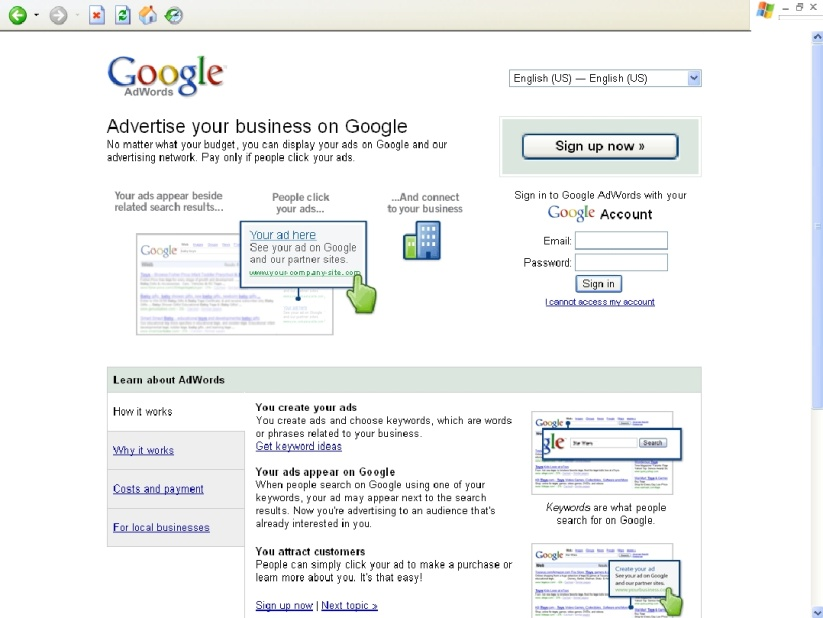 Google
AdWords
English (US) — English (US)
Advertise your business on Google
No matter what your budget, you can display your ads on Google and our
advertising network. Pay only if people click your ads.
Sign up now »
Your ads appear beside
related search results...
People click
your ads...
...And connect
to your business
Google
Your ad here
See your ad on Google
and our partner sites.
www.your-company-site.com
Sign in to Google AdWords with your
Google Account
Email:
Password:
Sign in
I cannot access my account
Learn about AdWords
How it works
Why it works
Costs and payment
For local businesses
You create your ads
You create ads and choose keywords, which are words
or phrases related to your business.
Get keyword ideas
Your ads appear on Google
When people search on Google using one of your
keywords, your ad may appear next to the search
results. Now you're advertising to an audience that's
already interested in you.
You attract customers
People can simply click your ad to make a purchase or
learn more about you. It's that easy!
Sign up now | Next topic »
Google
gle
Star Wars
Search
Keywords are what people
search for on Google.
Google
Create your ad
See your ad on Google
and our partner sites.